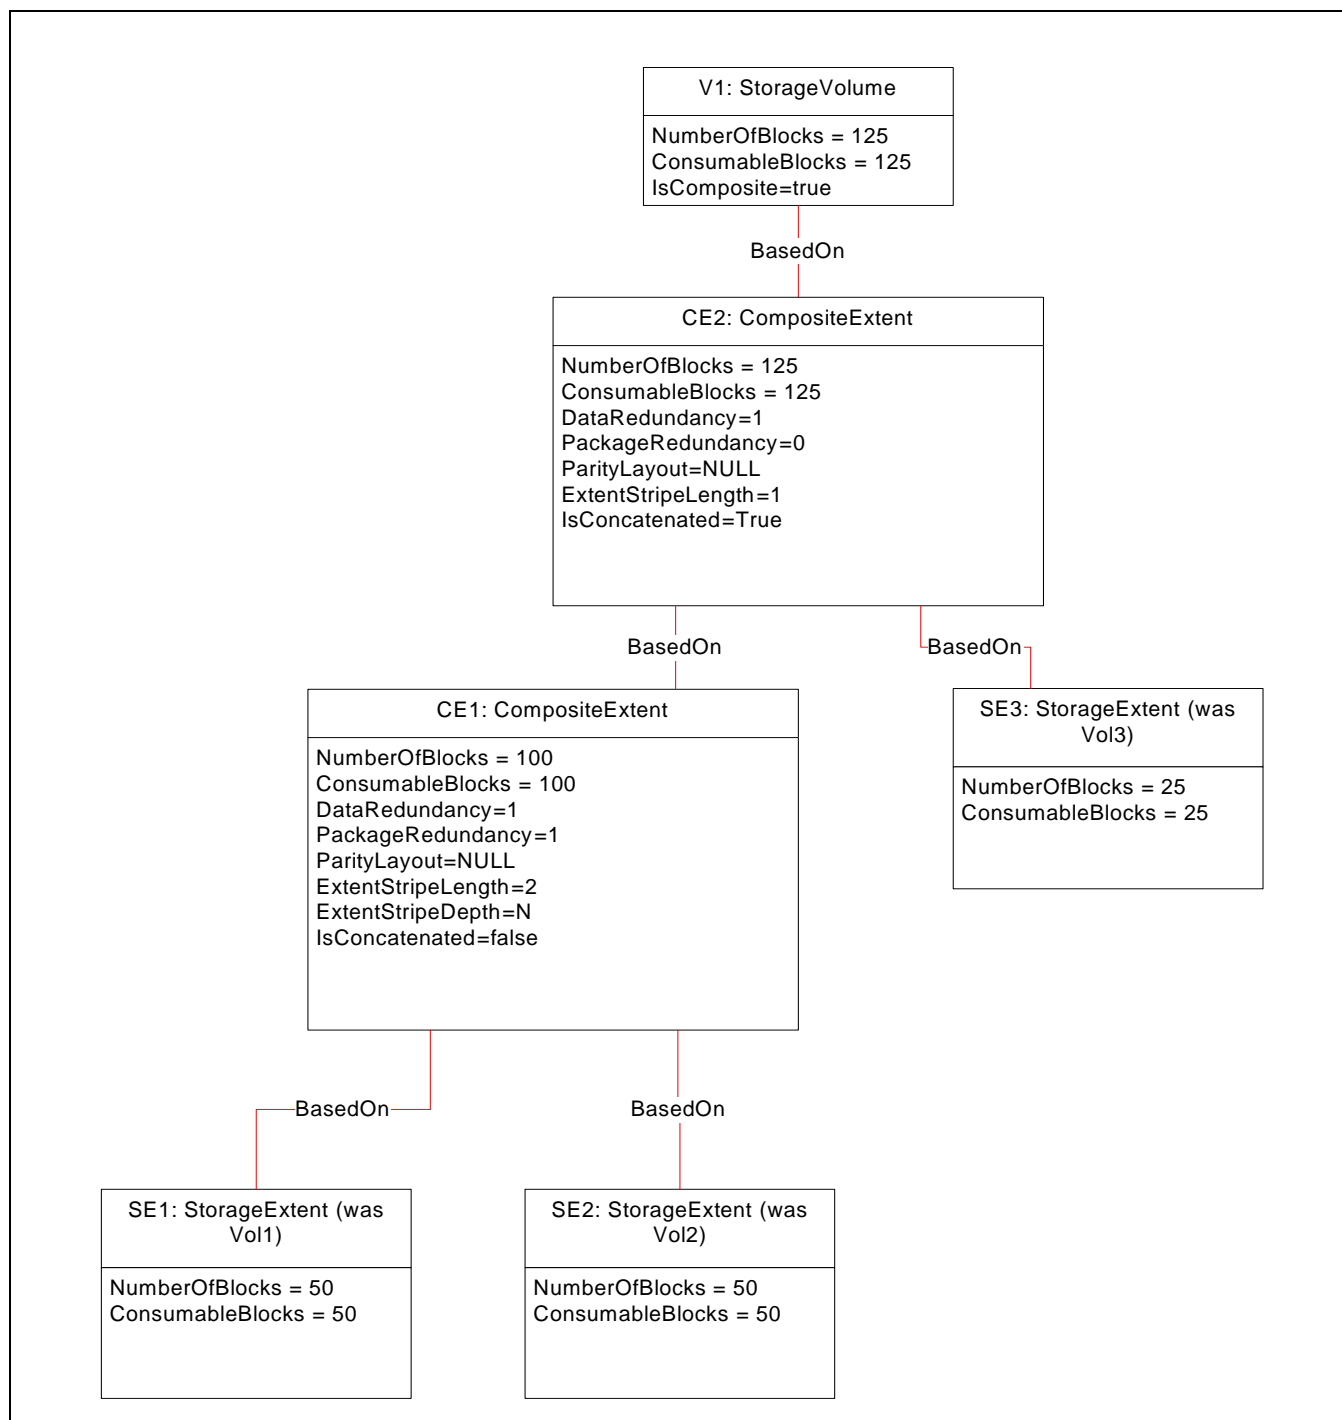 V1: StorageVolume
NumberOfBlocks = 125
ConsumableBlocks = 125
IsComposite=true
BasedOn
CE2: CompositeExtent
NumberOfBlocks = 125
ConsumableBlocks = 125
DataRedundancy=1
PackageRedundancy=0
ParityLayout=NULL
ExtentStripeLength=1
IsConcatenated=True
BasedOn
BasedOn
CE1: CompositeExtent
NumberOfBlocks = 100
ConsumableBlocks = 100
DataRedundancy=1
PackageRedundancy=1
ParityLayout=NULL
ExtentStripeLength=2
ExtentStripeDepth=N
IsConcatenated=false
SE3: StorageExtent (was
Vol3)
NumberOfBlocks = 25
ConsumableBlocks = 25
BasedOn
BasedOn
SE1: StorageExtent (was
Vol1)
NumberOfBlocks = 50
ConsumableBlocks = 50
SE2: StorageExtent (was
Vol2)
NumberOfBlocks = 50
ConsumableBlocks = 50